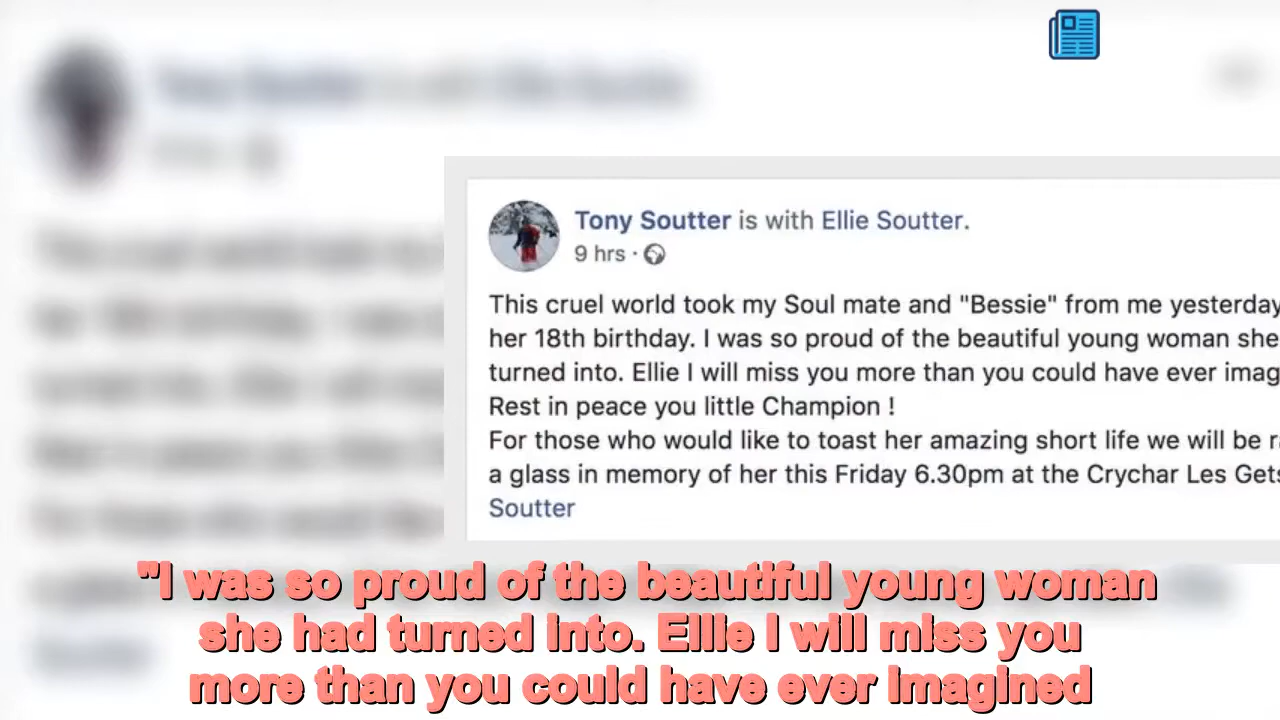 Tony Soutter is with Ellie Soutter.
9 hrs ·
This cruel world took my Soul mate and "Bessie" from me yesterday
her 18th birthday. I was so proud of the beautiful young woman she
turned into. Ellie I will miss you more than you could have ever
Rest in peace you little Champion !
For those who would like to toast her amazing short life we will be
a glass in memory of her this Friday 6.30pm at the Crychar Les Gets
Soutter
"I was so proud of the beautiful young woman
she had turned into. Ellie I will miss you
more than you could have ever imagined